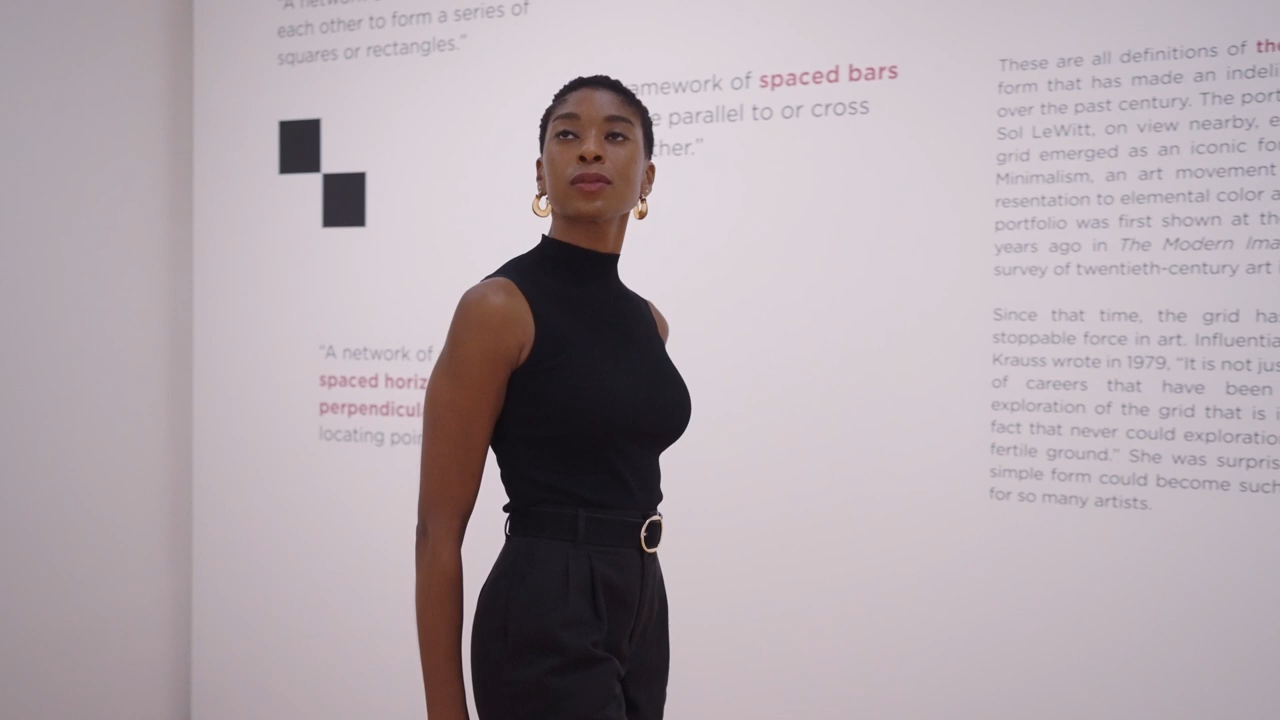 "A network
each other to form a series of
squares or rectangles."
amework of spaced bars
e parallel to or cross
ther."
"A network of
spaced horiz
perpendicul
locating poin
These are all definitions of the
form that has made an indeli
over the past century. The port
Sol LeWitt, on view nearby, e
grid emerged as an iconic fo
Minimalism, an art movement
resentation to elemental color a
portfolio was first shown at th
years ago in The Modern Ima
survey of twentieth-century art
Since that time, the grid ha
stoppable force in art. Influentia
Krauss wrote in 1979, "It is not jus
of careers that have been
exploration of the grid that is
fact that never could exploratio
fertile ground." She was surpris
simple form could become such
for so many artists.